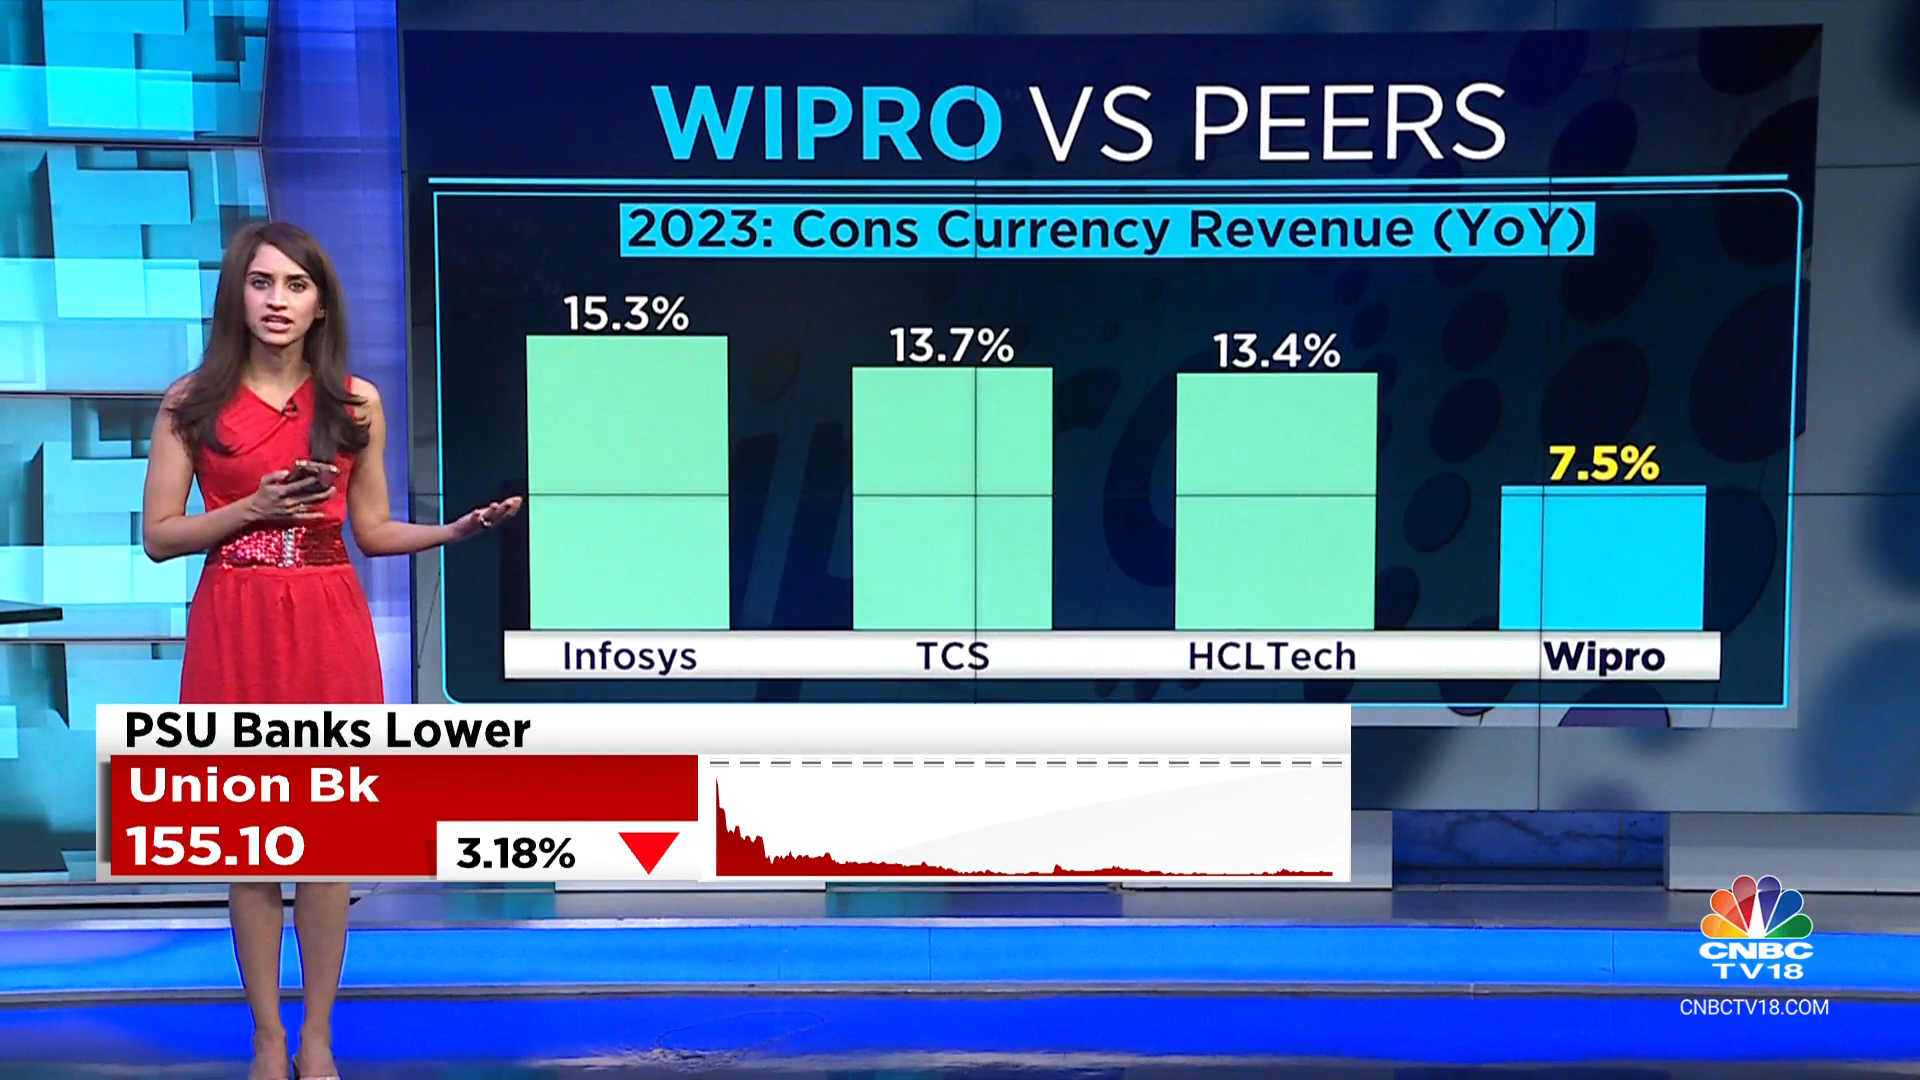 WIPRO VS PEERS
2023: Cons Currency Revenue (YoY)
15.3%
13.7%
13.4%
7.5%
Infosys
TCS
HCLTech
Wipro
PSU Banks Lower
Union Bk
155.10
3.18%
CNBC
TV18
CNBCTV18.COM